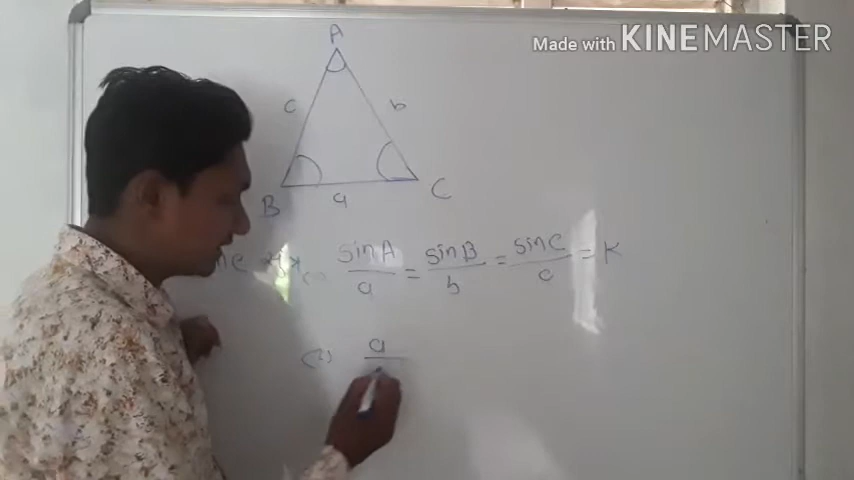 Made with KINEMASTER
A
c b
B a C
(1) sinA/a = sinB/b = sinC/c = K
(2) a